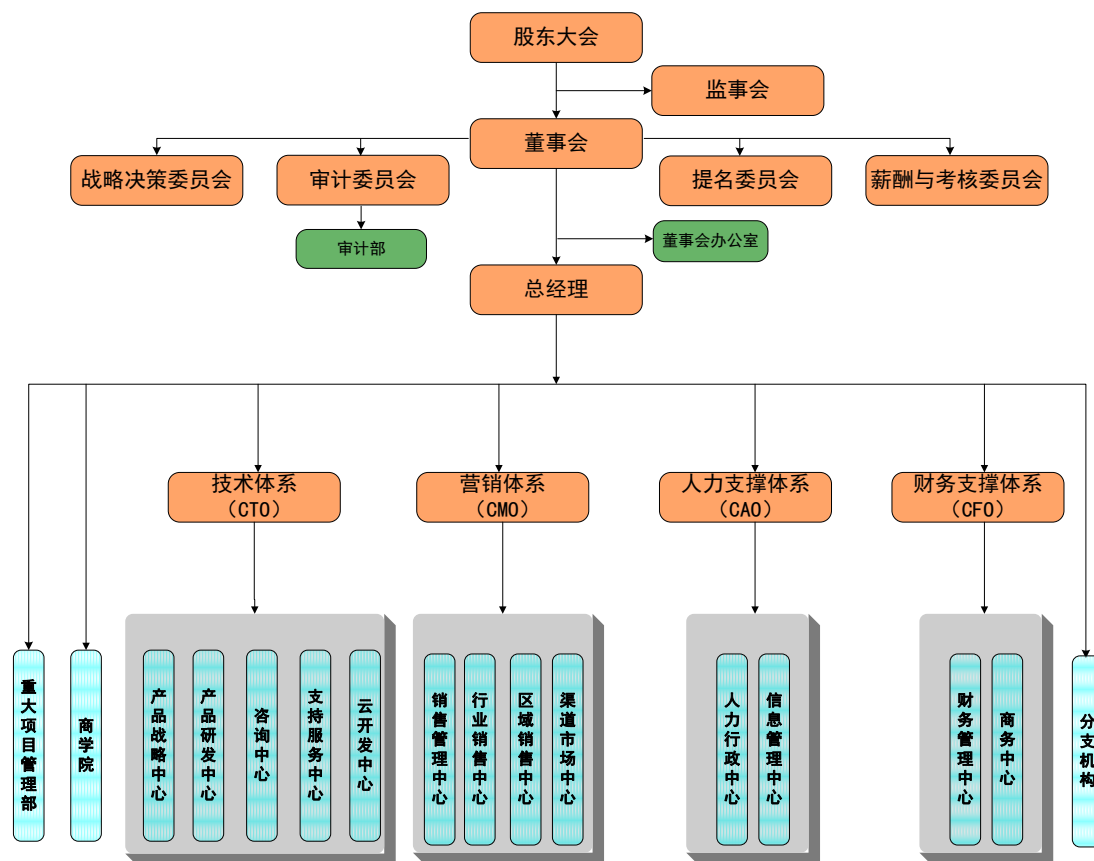 股东大会
监事会
董事会
战略决策委员会
审计委员会
提名委员会
薪酬与考核委员会
审计部
董事会办公室
总经理
技术体系
（CTO）
营销体系
（CMO）
人力支撑体系
（CAO）
财务支撑体系
（CFO）
重大项目管理部
商学院
产品战略中心
产品研发中心
咨询中心
支持服务中心
云开发中心
销售管理中心
行业销售中心
区域销售中心
渠道市场中心
人力行政中心
信息管理中心
财务管理中心
商务中心
分支机构